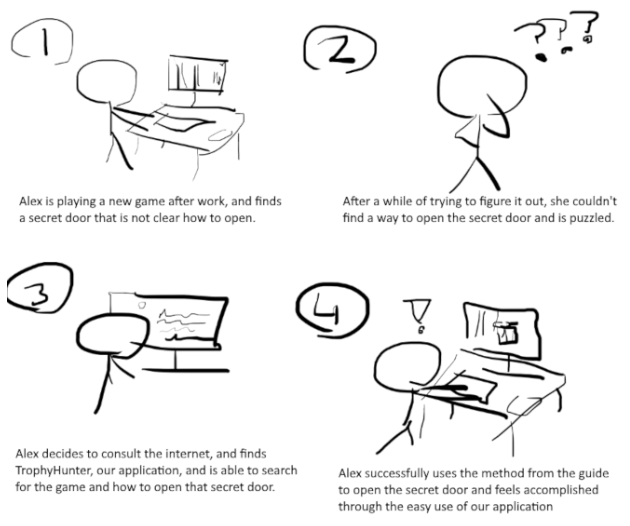 1
2
???
Alex is playing a new game after work, and finds
a secret door that is not clear how to open.
After a while of trying to figure it out, she couldn't
find a way to open the secret door and is puzzled.
3
4
!
Alex decides to consult the internet, and finds
TrophyHunter, our application, and is able to search
for the game and how to open that secret door.
Alex successfully uses the method from the guide
to open the secret door and feels accomplished
through the easy use of our application